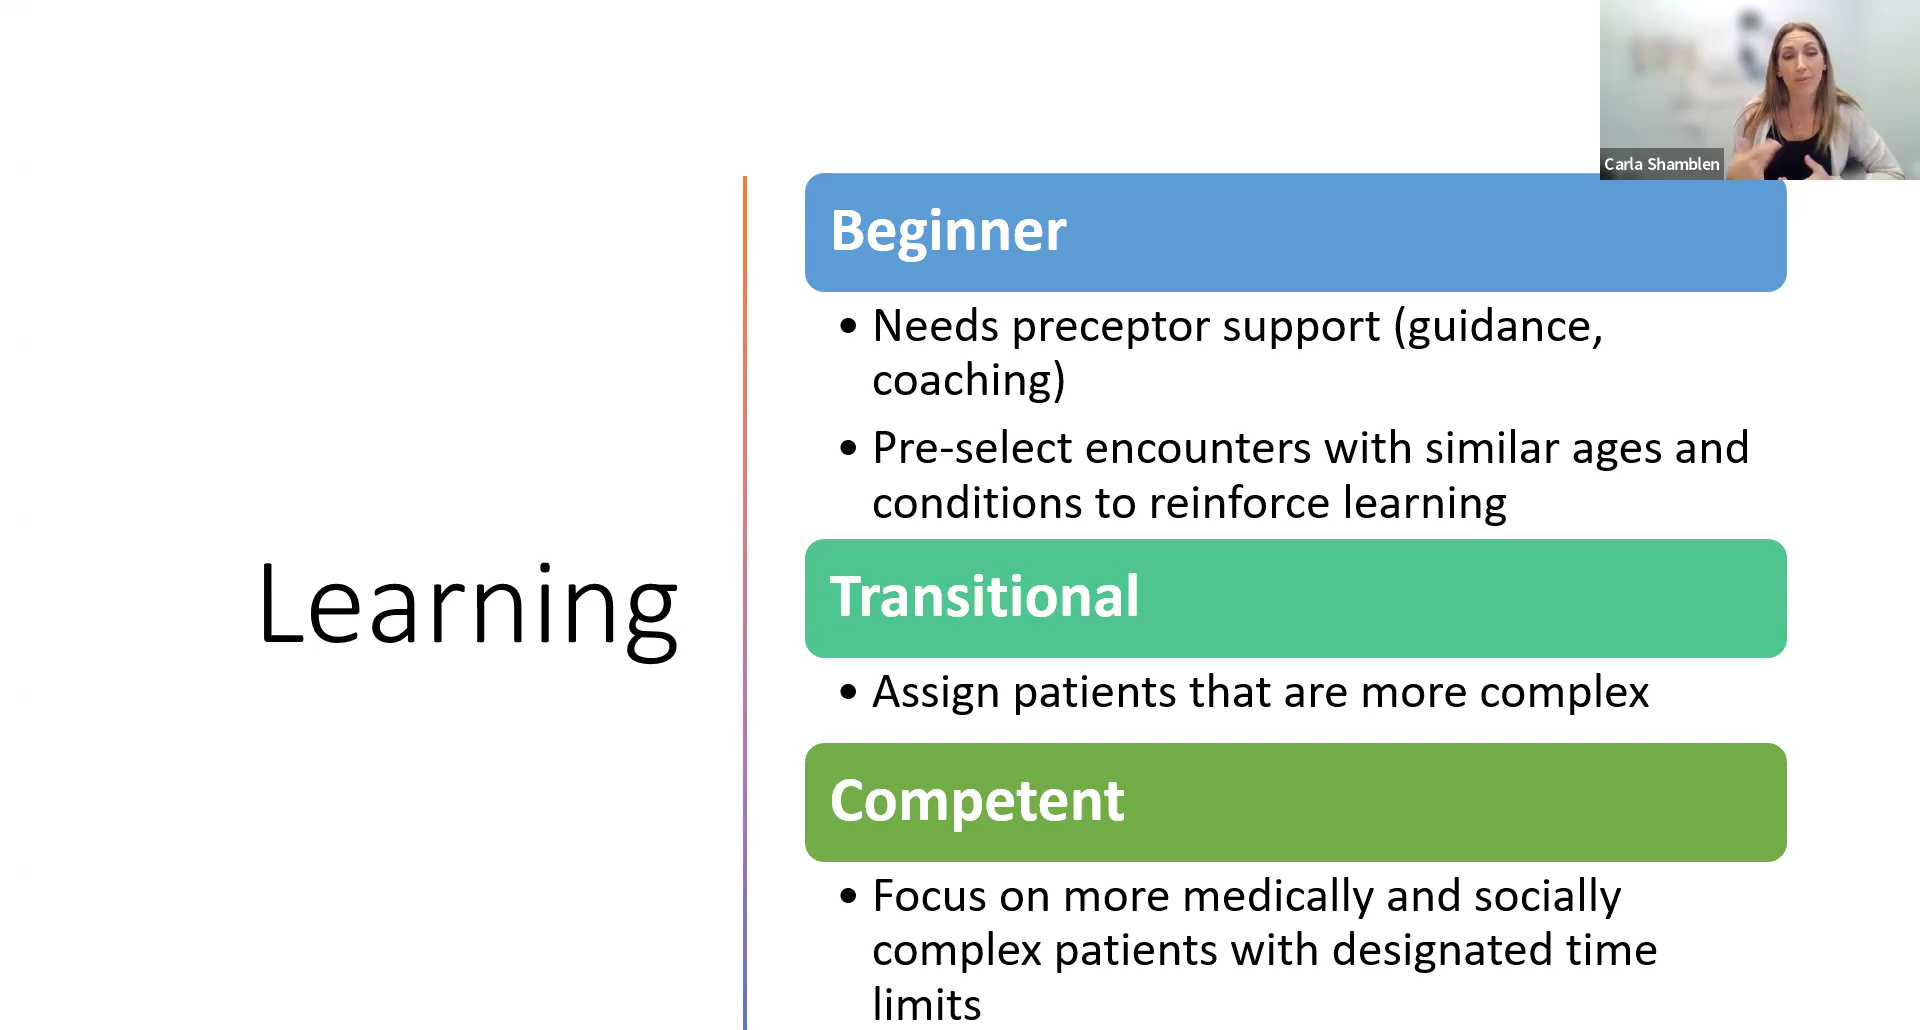 Carla Shamblen
Learning
Beginner
• Needs preceptor support (guidance,
coaching)
• Pre-select encounters with similar ages and
conditions to reinforce learning
Transitional
• Assign patients that are more complex
Competent
• Focus on more medically and socially
complex patients with designated time
limits